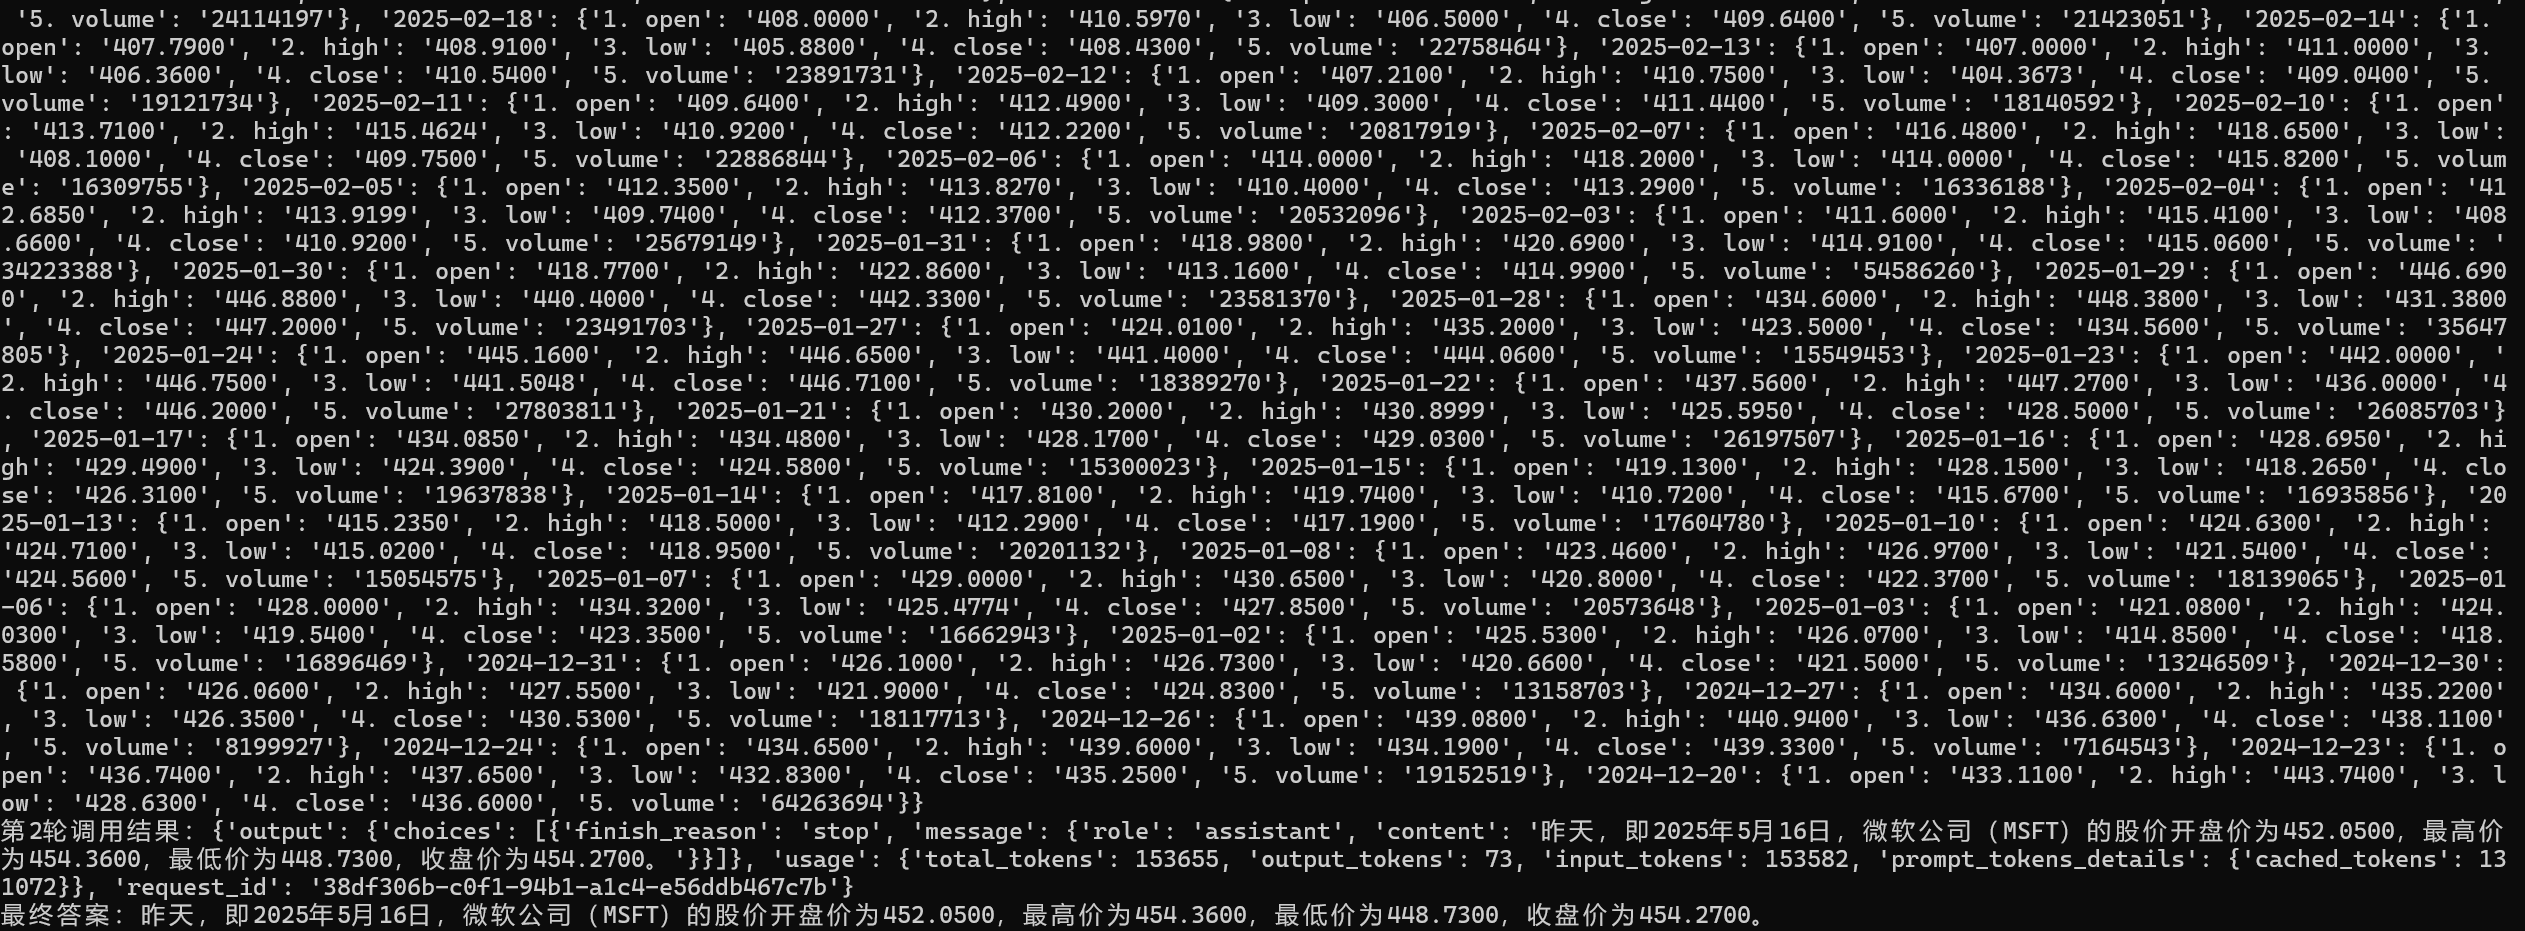 '5. volume': '24114197'}, '2025-02-18': {'1. open': '408.0000', '2. high': '410.5970', '3. low': '406.5000', '4. close': '409.6400', '5. volume': '21423051'}, '2025-02-14': {'1.
open': '407.7900', '2. high': '408.9100', '3. low': '405.8800', '4. close': '408.4300', '5. volume': '22758464'}, '2025-02-13': {'1. open': '407.0000', '2. high': '411.0000', '3.
low': '406.3600', '4. close': '410.5400', '5. volume': '23891731'}, '2025-02-12': {'1. open': '407.2100', '2. high': '410.7500', '3. low': '404.3673', '4. close': '409.0400', '5.
volume': '19121734'}, '2025-02-11': {'1. open': '409.6400', '2. high': '412.4900', '3. low': '409.3000', '4. close': '411.4400', '5. volume': '18140592'}, '2025-02-10': {'1. open'
: '413.7100', '2. high': '415.4624', '3. low': '410.9200', '4. close': '412.2200', '5. volume': '20817919'}, '2025-02-07': {'1. open': '416.4800', '2. high': '418.6500', '3. low':
 '408.1000', '4. close': '409.7500', '5. volume': '22886844'}, '2025-02-06': {'1. open': '414.0000', '2. high': '418.2000', '3. low': '414.0000', '4. close': '415.8200', '5. volum
e': '16309755'}, '2025-02-05': {'1. open': '412.3500', '2. high': '413.8270', '3. low': '410.4000', '4. close': '413.2900', '5. volume': '16336188'}, '2025-02-04': {'1. open': '41
2.6850', '2. high': '413.9199', '3. low': '409.7400', '4. close': '412.3700', '5. volume': '20532096'}, '2025-02-03': {'1. open': '411.6000', '2. high': '415.4100', '3. low': '408
.6600', '4. close': '410.9200', '5. volume': '25679149'}, '2025-01-31': {'1. open': '418.9800', '2. high': '420.6900', '3. low': '414.9100', '4. close': '415.0600', '5. volume': '
34223388'}, '2025-01-30': {'1. open': '418.7700', '2. high': '422.8600', '3. low': '413.1600', '4. close': '414.9900', '5. volume': '54586260'}, '2025-01-29': {'1. open': '446.690
0', '2. high': '446.8800', '3. low': '440.4000', '4. close': '442.3300', '5. volume': '23581370'}, '2025-01-28': {'1. open': '434.6000', '2. high': '448.3800', '3. low': '431.3800
', '4. close': '447.2000', '5. volume': '23491703'}, '2025-01-27': {'1. open': '424.0100', '2. high': '435.2000', '3. low': '423.5000', '4. close': '434.5600', '5. volume': '35647
805'}, '2025-01-24': {'1. open': '445.1600', '2. high': '446.6500', '3. low': '441.4000', '4. close': '444.0600', '5. volume': '15549453'}, '2025-01-23': {'1. open': '442.0000', '
2. high': '446.7500', '3. low': '441.5048', '4. close': '446.7100', '5. volume': '18389270'}, '2025-01-22': {'1. open': '437.5600', '2. high': '447.2700', '3. low': '436.0000', '4
. close': '446.2000', '5. volume': '27803811'}, '2025-01-21': {'1. open': '430.2000', '2. high': '430.8999', '3. low': '425.5950', '4. close': '428.5000', '5. volume': '26085703'}
, '2025-01-17': {'1. open': '434.0850', '2. high': '434.4800', '3. low': '428.1700', '4. close': '429.0300', '5. volume': '26197507'}, '2025-01-16': {'1. open': '428.6950', '2. hi
gh': '429.4900', '3. low': '424.3900', '4. close': '424.5800', '5. volume': '15300023'}, '2025-01-15': {'1. open': '419.1300', '2. high': '428.1500', '3. low': '418.2650', '4. clo
se': '426.3100', '5. volume': '19637838'}, '2025-01-14': {'1. open': '417.8100', '2. high': '419.7400', '3. low': '410.7200', '4. close': '415.6700', '5. volume': '16935856'}, '20
25-01-13': {'1. open': '415.2350', '2. high': '418.5000', '3. low': '412.2900', '4. close': '417.1900', '5. volume': '17604780'}, '2025-01-10': {'1. open': '424.6300', '2. high':
'424.7100', '3. low': '415.0200', '4. close': '418.9500', '5. volume': '20201132'}, '2025-01-08': {'1. open': '423.4600', '2. high': '426.9700', '3. low': '421.5400', '4. close':
'424.5600', '5. volume': '15054575'}, '2025-01-07': {'1. open': '429.0000', '2. high': '430.6500', '3. low': '420.8000', '4. close': '422.3700', '5. volume': '18139065'}, '2025-01
-06': {'1. open': '428.0000', '2. high': '434.3200', '3. low': '425.4774', '4. close': '427.8500', '5. volume': '20573648'}, '2025-01-03': {'1. open': '421.0800', '2. high': '424.
0300', '3. low': '419.5400', '4. close': '423.3500', '5. volume': '16662943'}, '2025-01-02': {'1. open': '425.5300', '2. high': '426.0700', '3. low': '414.8500', '4. close': '418.
5800', '5. volume': '16896469'}, '2024-12-31': {'1. open': '426.1000', '2. high': '426.7300', '3. low': '420.6600', '4. close': '421.5000', '5. volume': '13246509'}, '2024-12-30':
 {'1. open': '426.0600', '2. high': '427.5500', '3. low': '421.9000', '4. close': '424.8300', '5. volume': '13158703'}, '2024-12-27': {'1. open': '434.6000', '2. high': '435.2200'
, '3. low': '426.3500', '4. close': '430.5300', '5. volume': '18117713'}, '2024-12-26': {'1. open': '439.0800', '2. high': '440.9400', '3. low': '436.6300', '4. close': '438.1100'
, '5. volume': '8199927'}, '2024-12-24': {'1. open': '434.6500', '2. high': '439.6000', '3. low': '434.1900', '4. close': '439.3300', '5. volume': '7164543'}, '2024-12-23': {'1. o
pen': '436.7400', '2. high': '437.6500', '3. low': '432.8300', '4. close': '435.2500', '5. volume': '19152519'}, '2024-12-20': {'1. open': '433.1100', '2. high': '443.7400', '3. l
ow': '428.6300', '4. close': '436.6000', '5. volume': '64263694'}}
第2轮调用结果: {'output': {'choices': [{'finish_reason': 'stop', 'message': {'role': 'assistant', 'content': '昨天，即2025年5月16日，微软公司（MSFT）的股价开盘价为452.0500，最高价
为454.3600，最低价为448.7300，收盘价为454.2700。'}}]}, 'usage': {'total_tokens': 153655, 'output_tokens': 73, 'input_tokens': 153582, 'prompt_tokens_details': {'cached_tokens': 13
1072}}, 'request_id': '38df306b-c0f1-94b1-a1c4-e56ddb467c7b'}
最终答案: 昨天，即2025年5月16日，微软公司（MSFT）的股价开盘价为452.0500，最高价为454.3600，最低价为448.7300，收盘价为454.2700。